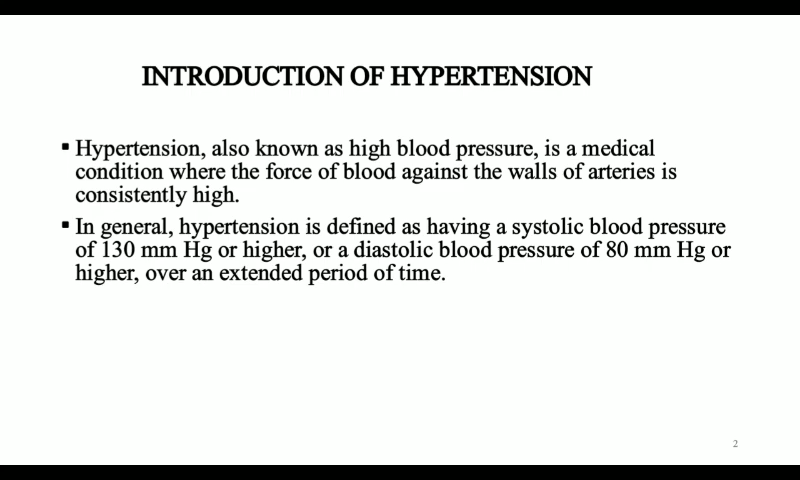 INTRODUCTION OF HYPERTENSION
▪ Hypertension, also known as high blood pressure, is a medical
condition where the force of blood against the walls of arteries is
consistently high.
▪ In general, hypertension is defined as having a systolic blood pressure
of 130 mm Hg or higher, or a diastolic blood pressure of 80 mm Hg or
higher, over an extended period of time.
2